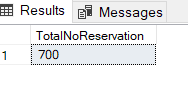 Results Messages
TotalNoReservation
1 700